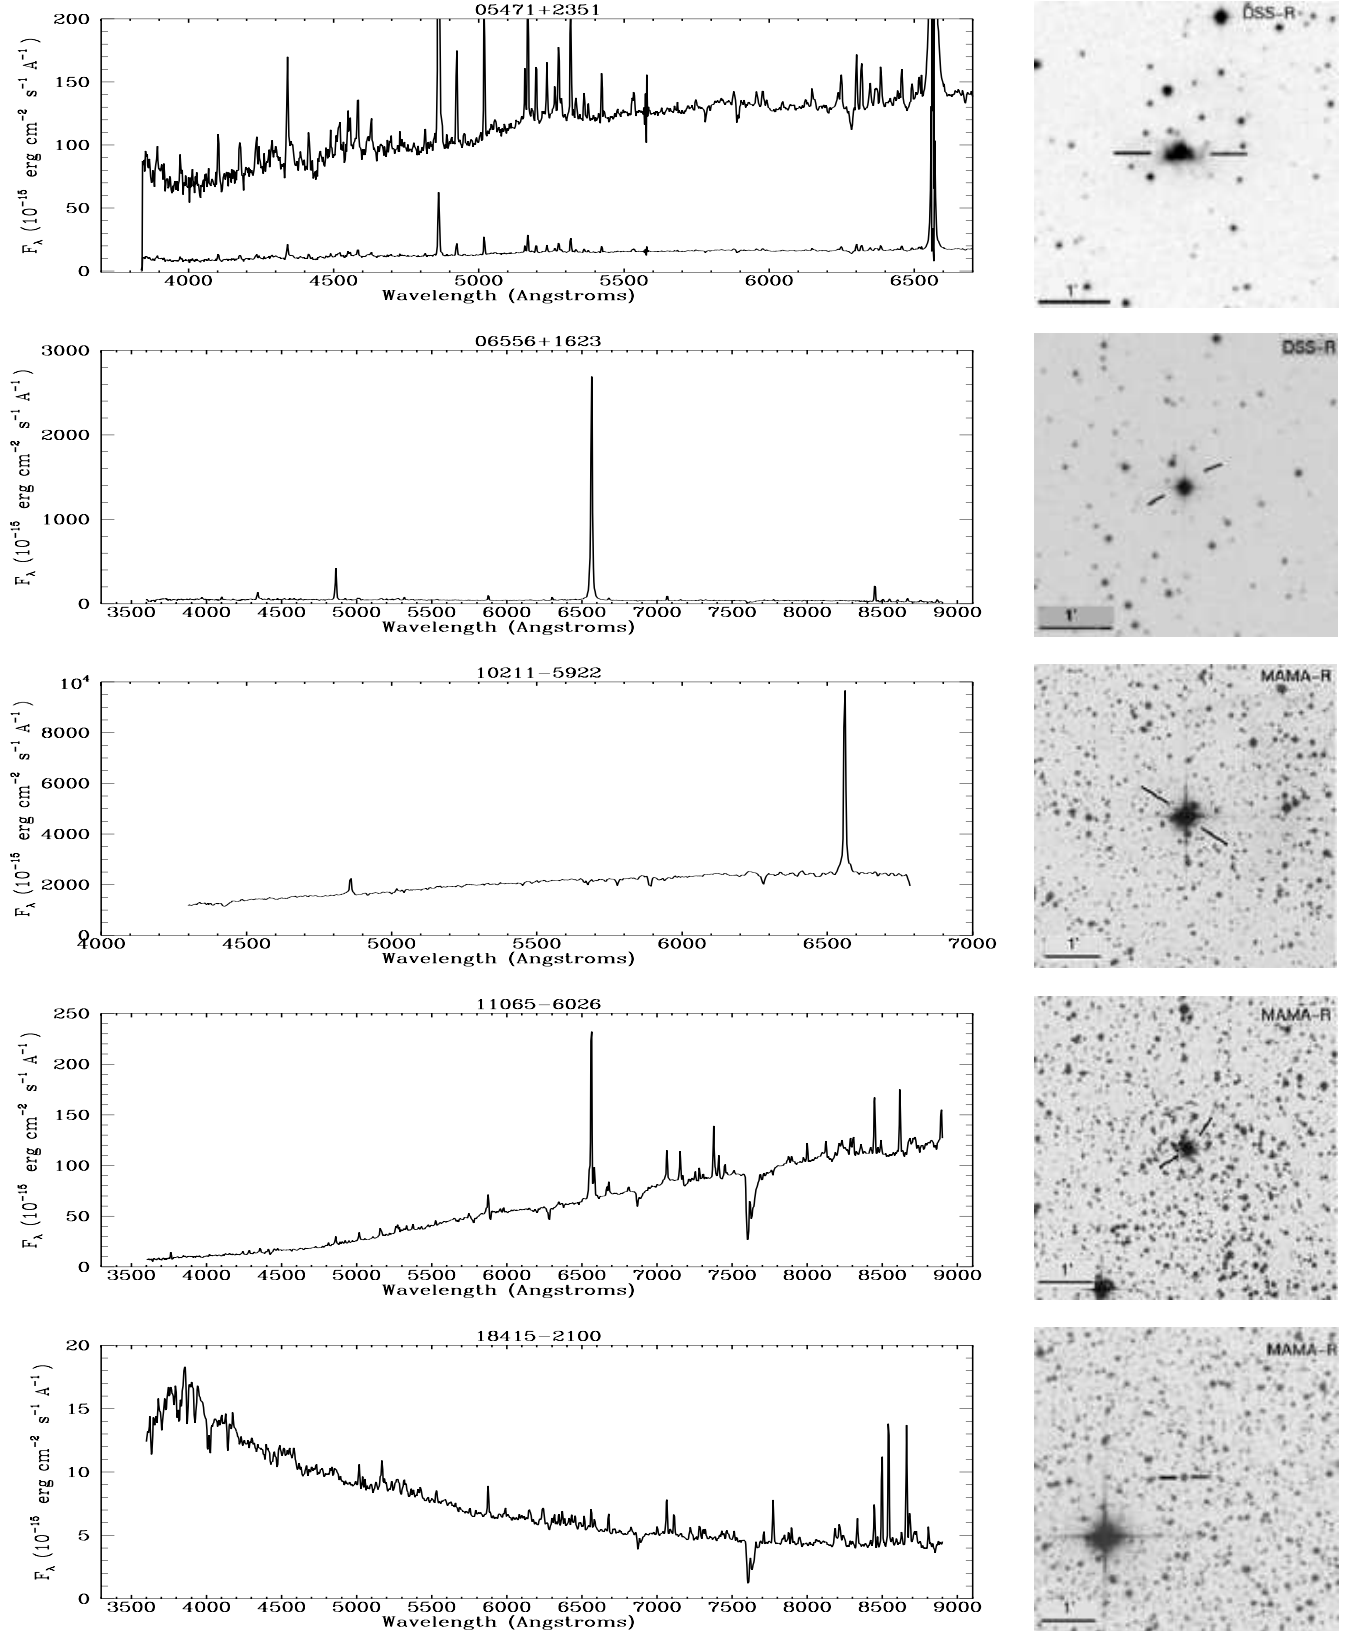 05471+2351
DSS-R
200
150
100
50
0
F_λ (10⁻¹⁵ erg cm⁻² s⁻¹ A⁻¹)
4000 4500 5000 5500 6000 6500
Wavelength (Angstroms)
1'
06556+1623
DSS-R
3000
2000
1000
0
F_λ (10⁻¹⁵ erg cm⁻² s⁻¹ A⁻¹)
3500 4000 4500 5000 5500 6000 6500 7000 7500 8000 8500 9000
Wavelength (Angstroms)
1'
10211−5922
MAMA-R
10⁴
8000
6000
4000
2000
0
F_λ (10⁻¹⁵ erg cm⁻² s⁻¹ A⁻¹)
4000 4500 5000 5500 6000 6500 7000
Wavelength (Angstroms)
1'
11065−6026
MAMA-R
250
200
150
100
50
0
F_λ (10⁻¹⁵ erg cm⁻² s⁻¹ A⁻¹)
3500 4000 4500 5000 5500 6000 6500 7000 7500 8000 8500 9000
Wavelength (Angstroms)
1'
18415−2100
MAMA-R
20
15
10
5
0
F_λ (10⁻¹⁵ erg cm⁻² s⁻¹ A⁻¹)
3500 4000 4500 5000 5500 6000 6500 7000 7500 8000 8500 9000
Wavelength (Angstroms)
1'